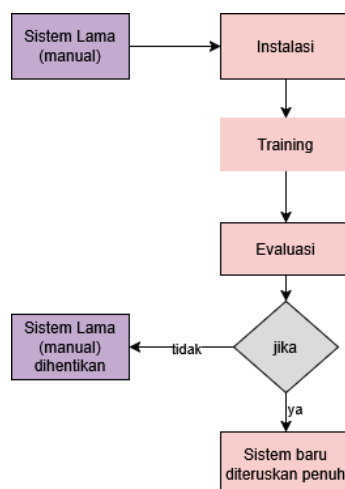 Sistem Lama
(manual)
Instalasi
Training
Evaluasi
jika
tidak
Sistem Lama
(manual)
dihentikan
ya
Sistem baru
diteruskan penuh